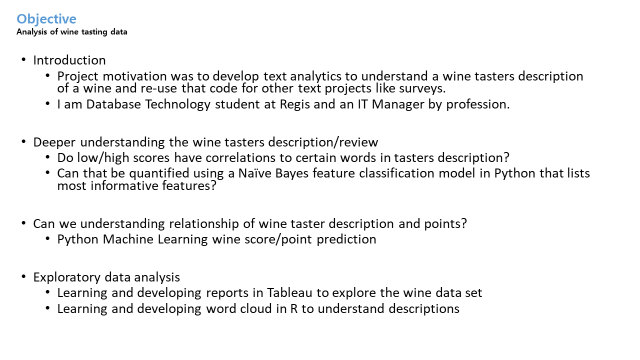 Objective
Analysis of wine tasting data
• Introduction
• Project motivation was to develop text analytics to understand a wine tasters description
of a wine and re-use that code for other text projects like surveys.
• I am Database Technology student at Regis and an IT Manager by profession.
• Deeper understanding the wine tasters description/review
• Do low/high scores have correlations to certain words in tasters description?
• Can that be quantified using a Naïve Bayes feature classification model in Python that lists
most informative features?
• Can we understanding relationship of wine taster description and points?
• Python Machine Learning wine score/point prediction
• Exploratory data analysis
• Learning and developing reports in Tableau to explore the wine data set
• Learning and developing word cloud in R to understand descriptions